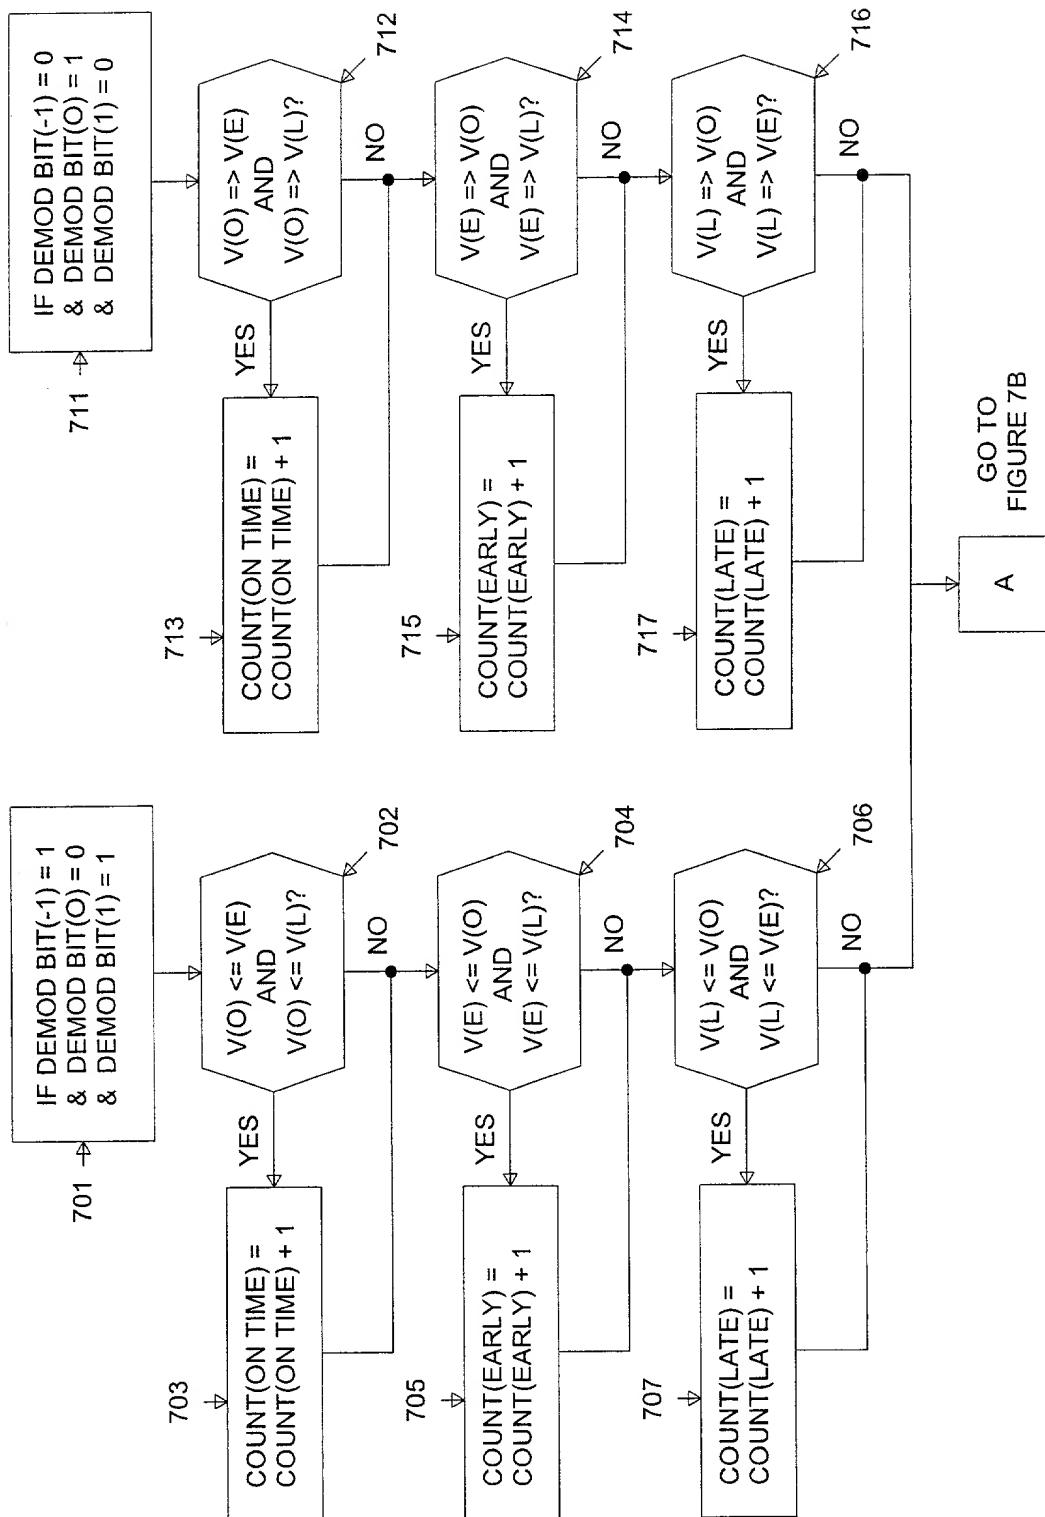 701
IF DEMOD BIT(-1) = 1
& DEMOD BIT(O) = 0
& DEMOD BIT(1) = 1
702
V(O) <= V(E)
AND
V(O) <= V(L)?
YES
NO
703
COUNT(ON TIME) =
COUNT(ON TIME) + 1
704
V(E) <= V(O)
AND
V(E) <= V(L)?
YES
NO
705
COUNT(EARLY) =
COUNT(EARLY) + 1
706
V(L) <= V(O)
AND
V(L) <= V(E)?
YES
NO
707
COUNT(LATE) =
COUNT(LATE) + 1
711
IF DEMOD BIT(-1) = 0
& DEMOD BIT(O) = 1
& DEMOD BIT(1) = 0
712
V(O) => V(E)
AND
V(O) => V(L)?
YES
NO
713
COUNT(ON TIME) =
COUNT(ON TIME) + 1
714
V(E) => V(O)
AND
V(E) => V(L)?
YES
NO
715
COUNT(EARLY) =
COUNT(EARLY) + 1
716
V(L) => V(O)
AND
V(L) => V(E)?
YES
NO
717
COUNT(LATE) =
COUNT(LATE) + 1
A
GO TO
FIGURE 7B